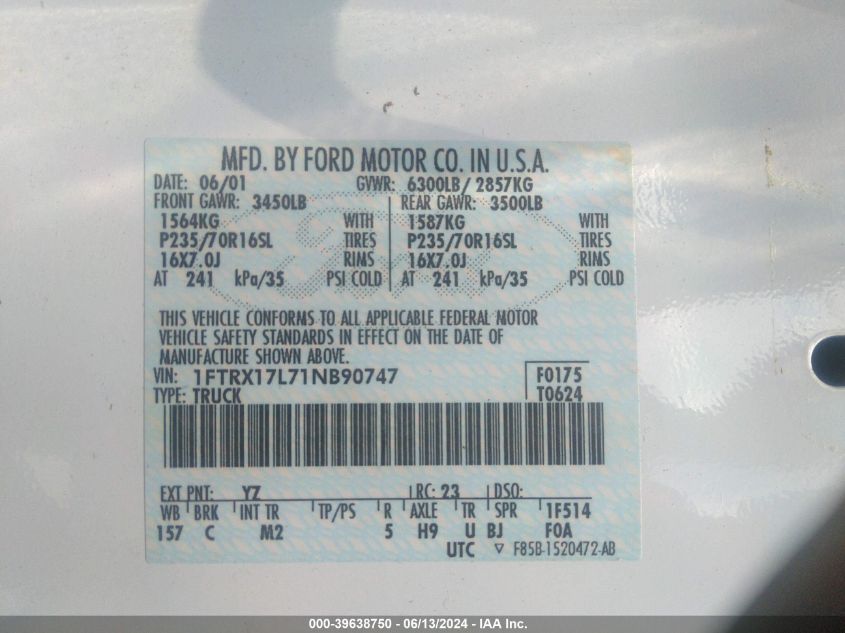 MFD. BY FORD MOTOR CO. IN U.S.A.
DATE: 06/01 GVWR: 6300LB/ 2857KG
FRONT GAWR: 3450LB REAR GAWR: 3500LB
1564KG WITH 1587KG WITH
P235/70R16SL TIRES P235/70R16SL TIRES
16X7.0J RIMS 16X7.0J RIMS
AT 241 kPa/35 PSI COLD AT 241 kPa/35 PSI COLD
THIS VEHICLE CONFORMS TO ALL APPLICABLE FEDERAL MOTOR
VEHICLE SAFETY STANDARDS IN EFFECT ON THE DATE OF
MANUFACTURE SHOWN ABOVE.
VIN: 1FTRX17L71NB90747 F0175
TYPE: TRUCK T0624
EXT PNT: YZ RC: 23 DSO:
WB BRK INT TR TP/PS R AXLE TR SPR 1F514
157 C M2 5 H9 U BJ F0A
UTC ▽ F85B-1520472-AB
000-39638750 - 06/13/2024 - IAA Inc.